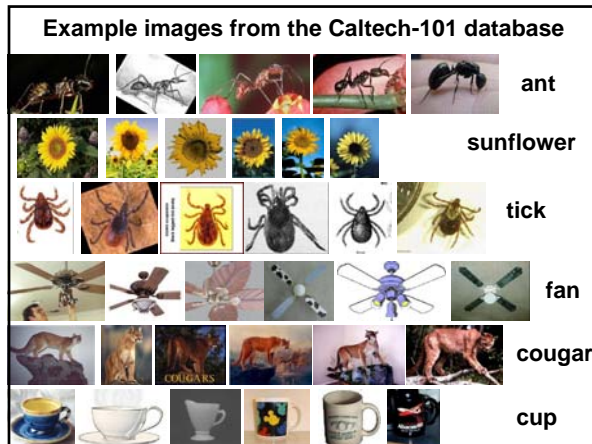 Example images from the Caltech-101 database
ant
sunflower
tick
fan
COUGARS
cougar
cup